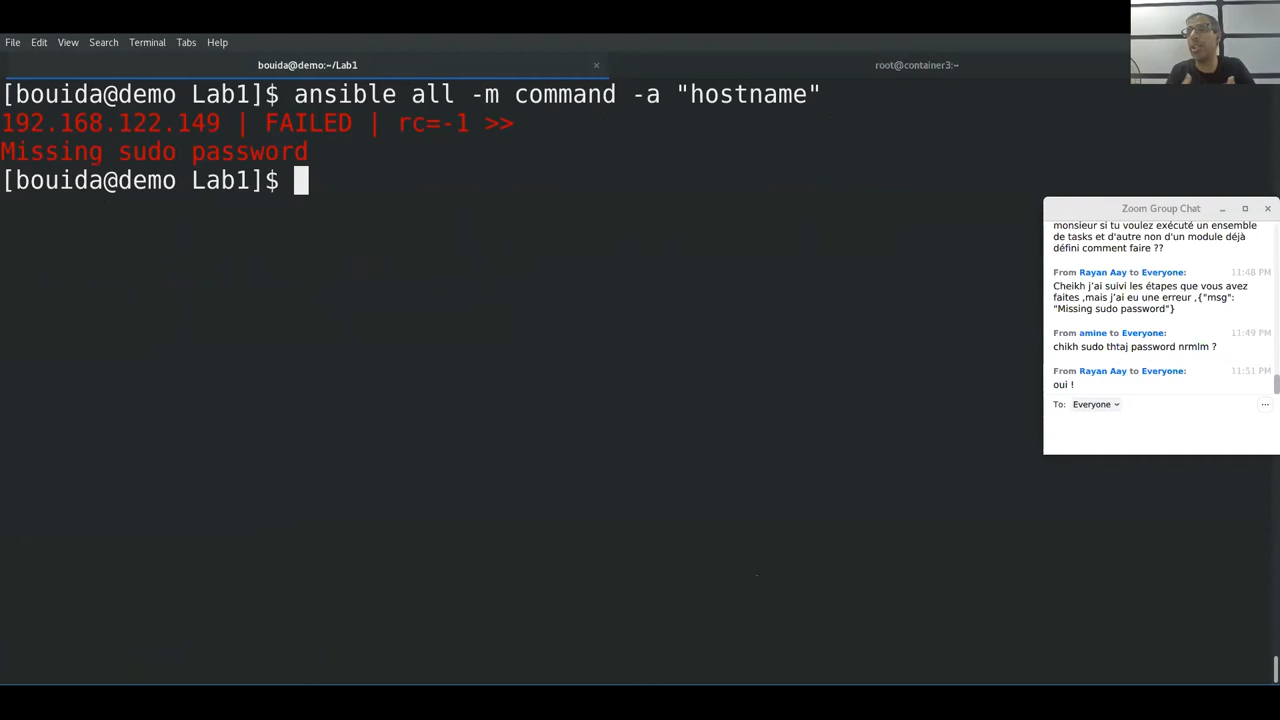 File Edit View Search Terminal Tabs Help
bouida@demo:~/Lab1 × root@container3:~
[bouida@demo Lab1]$ ansible all -m command -a "hostname"
192.168.122.149 | FAILED | rc=-1 >>
Missing sudo password
[bouida@demo Lab1]$
Zoom Group Chat
monsieur si tu voulez exécuté un ensemble
de tasks et d'autre non d'un module déjà
défini comment faire ??
From Rayan Aay to Everyone: 11:48 PM
Cheikh j’ai suivi les étapes que vous avez
faites ,mais j’ai eu une erreur ,{"msg":
"Missing sudo password"}
From amine to Everyone: 11:49 PM
chikh sudo thtaj password nrmlm ?
From Rayan Aay to Everyone: 11:51 PM
oui !
To: Everyone